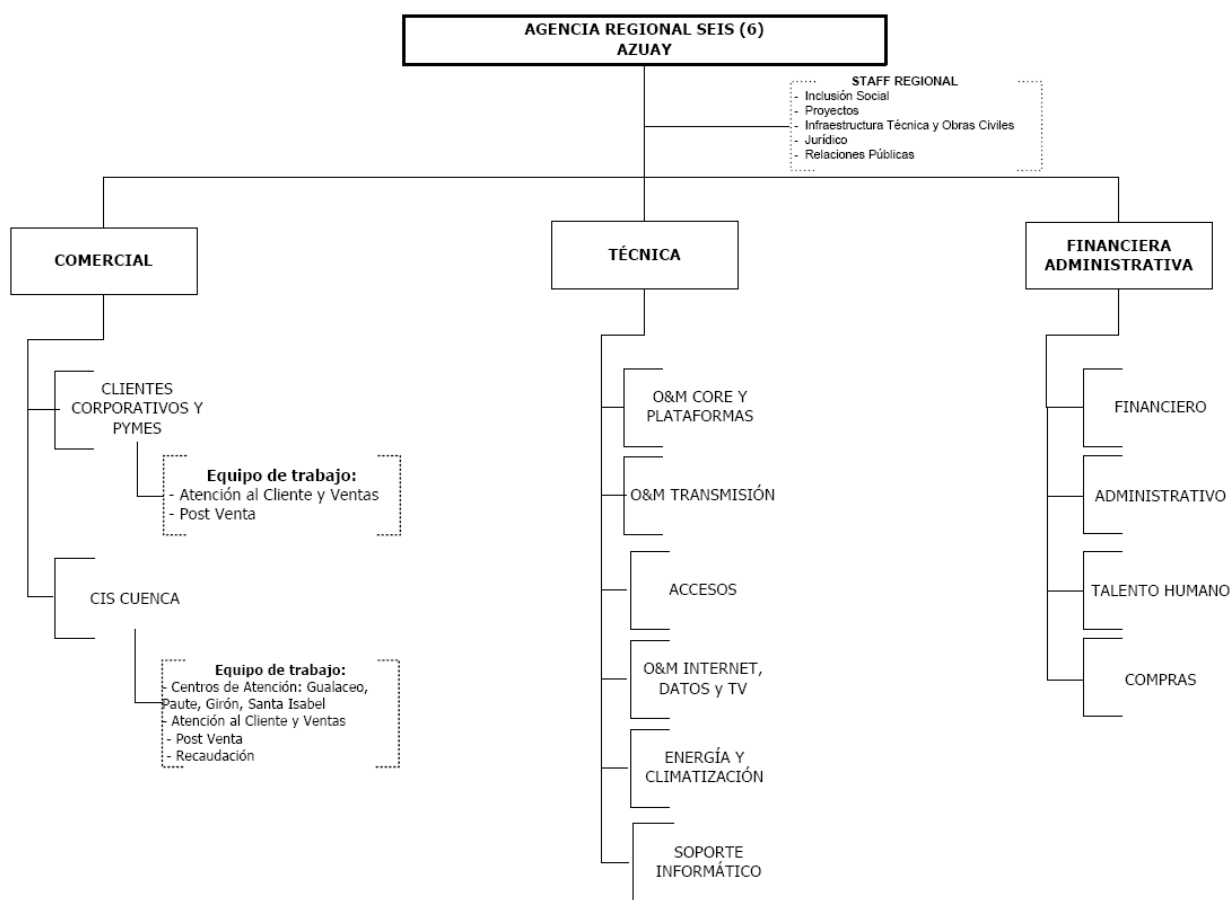 AGENCIA REGIONAL SEIS (6)
AZUAY
STAFF REGIONAL
- Inclusión Social
- Proyectos
- Infraestructura Técnica y Obras Civiles
- Jurídico
- Relaciones Públicas
COMERCIAL
CLIENTES
CORPORATIVOS Y
PYMES
Equipo de trabajo:
- Atención al Cliente y Ventas
- Post Venta
CIS CUENCA
Equipo de trabajo:
- Centros de Atención: Gualaceo,
Paute, Girón, Santa Isabel
- Atención al Cliente y Ventas
- Post Venta
- Recaudación
TÉCNICA
O&M CORE Y
PLATAFORMAS
O&M TRANSMISIÓN
ACCESOS
O&M INTERNET,
DATOS y TV
ENERGÍA Y
CLIMATIZACIÓN
SOPORTE
INFORMÁTICO
FINANCIERA
ADMINISTRATIVA
FINANCIERO
ADMINISTRATIVO
TALENTO HUMANO
COMPRAS